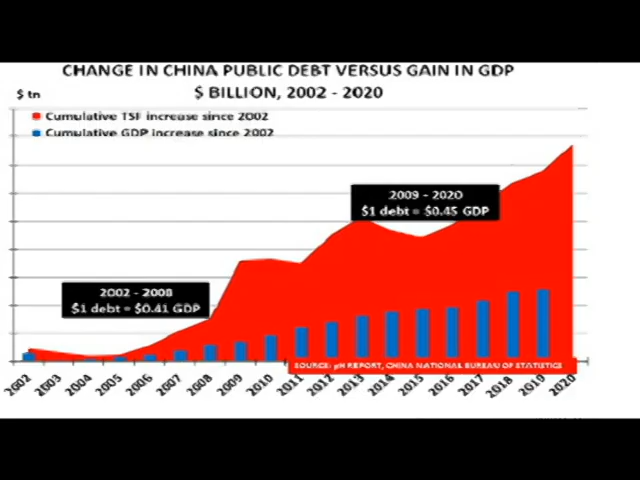 CHANGE IN CHINA PUBLIC DEBT VERSUS GAIN IN GDP
$ BILLION, 2002 - 2020
$ tn
Cumulative TSF increase since 2002
Cumulative GDP increase since 2002
2009 - 2020
$1 debt = $0.45 GDP
2002 - 2008
$1 debt = $0.41 GDP
SOURCE: pH REPORT, CHINA NATIONAL BUREAU OF STATISTICS
2002 2003 2004 2005 2006 2007 2008 2009 2010 2011 2012 2013 2014 2015 2016 2017 2018 2019 2020